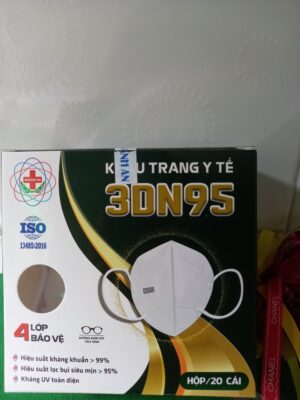 KHẨU TRANG Y TẾ
3DN95
ISO
13485:2016
4 LỚP
BẢO VỆ
Hiệu suất kháng khuẩn > 99%
Hiệu suất lọc bụi siêu mịn > 95%
Kháng UV toàn diện
HỘP/20 CÁI
CHANEL